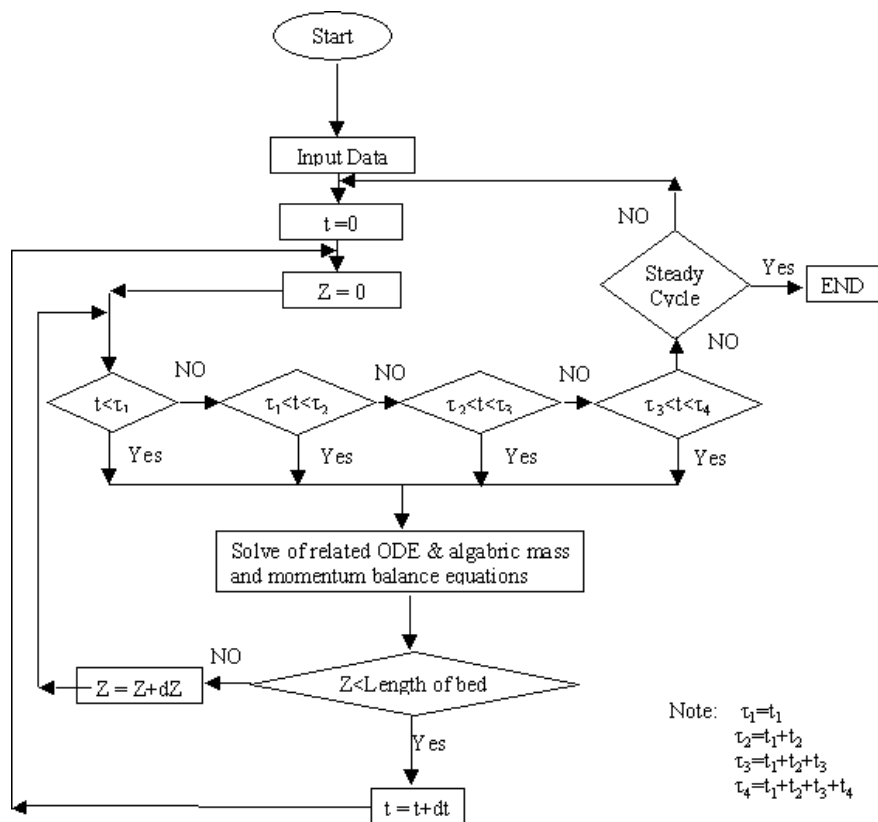 Start
Input Data
t =0
Z = 0
NO
Steady
Cycle
Yes
END
NO
t<τ₁
NO
τ₁<t<τ₂
NO
τ₂<t<τ₃
NO
τ₃<t<τ₄
Yes
Yes
Yes
Yes
Solve of related ODE & algabric mass
and momentum balance equations
NO
Z = Z+dZ
Z<Length of bed
Yes
t = t+dt
Note: τ₁=t₁
τ₂=t₁+t₂
τ₃=t₁+t₂+t₃
τ₄=t₁+t₂+t₃+t₄